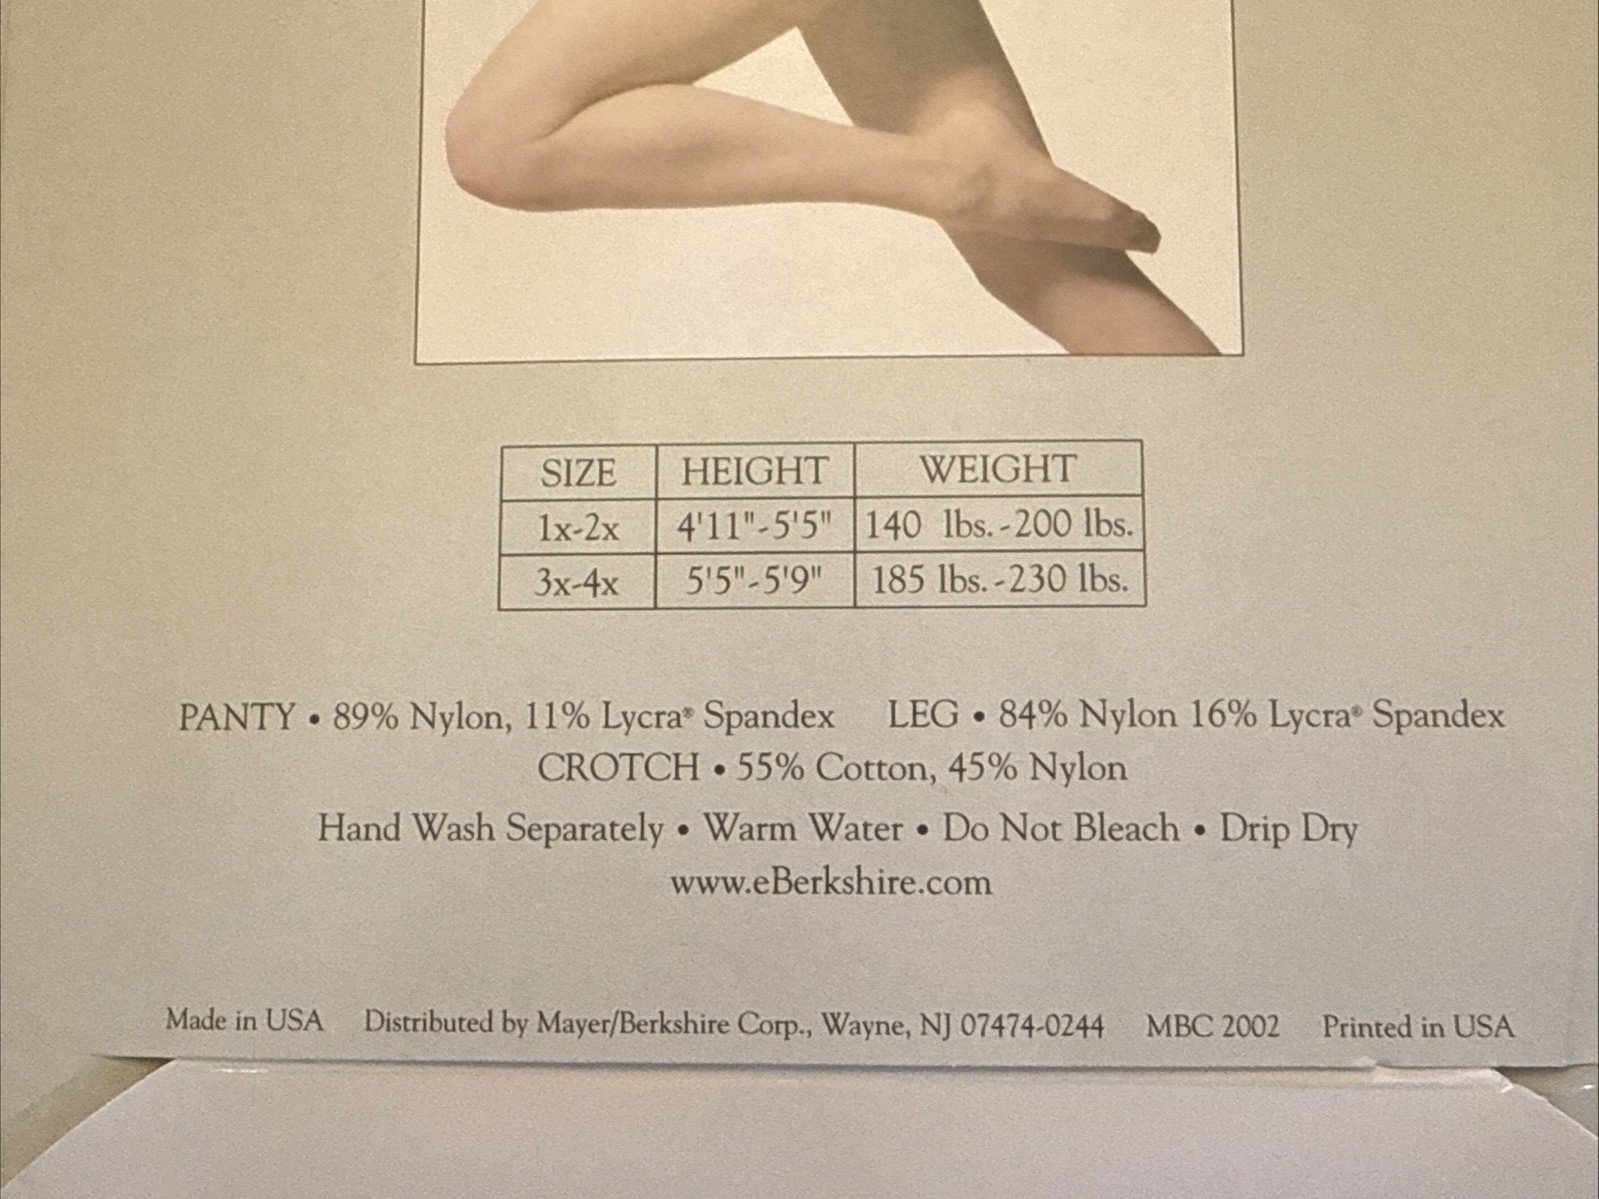 SIZE HEIGHT WEIGHT
1x-2x 4'11"-5'5" 140 lbs.-200 lbs.
3x-4x 5'5"-5'9" 185 lbs.-230 lbs.
PANTY • 89% Nylon, 11% Lycra® Spandex LEG • 84% Nylon 16% Lycra® Spandex
CROTCH • 55% Cotton, 45% Nylon
Hand Wash Separately • Warm Water • Do Not Bleach • Drip Dry
www.eBerkshire.com
Made in USA Distributed by Mayer/Berkshire Corp., Wayne, NJ 07474-0244 MBC 2002 Printed in USA